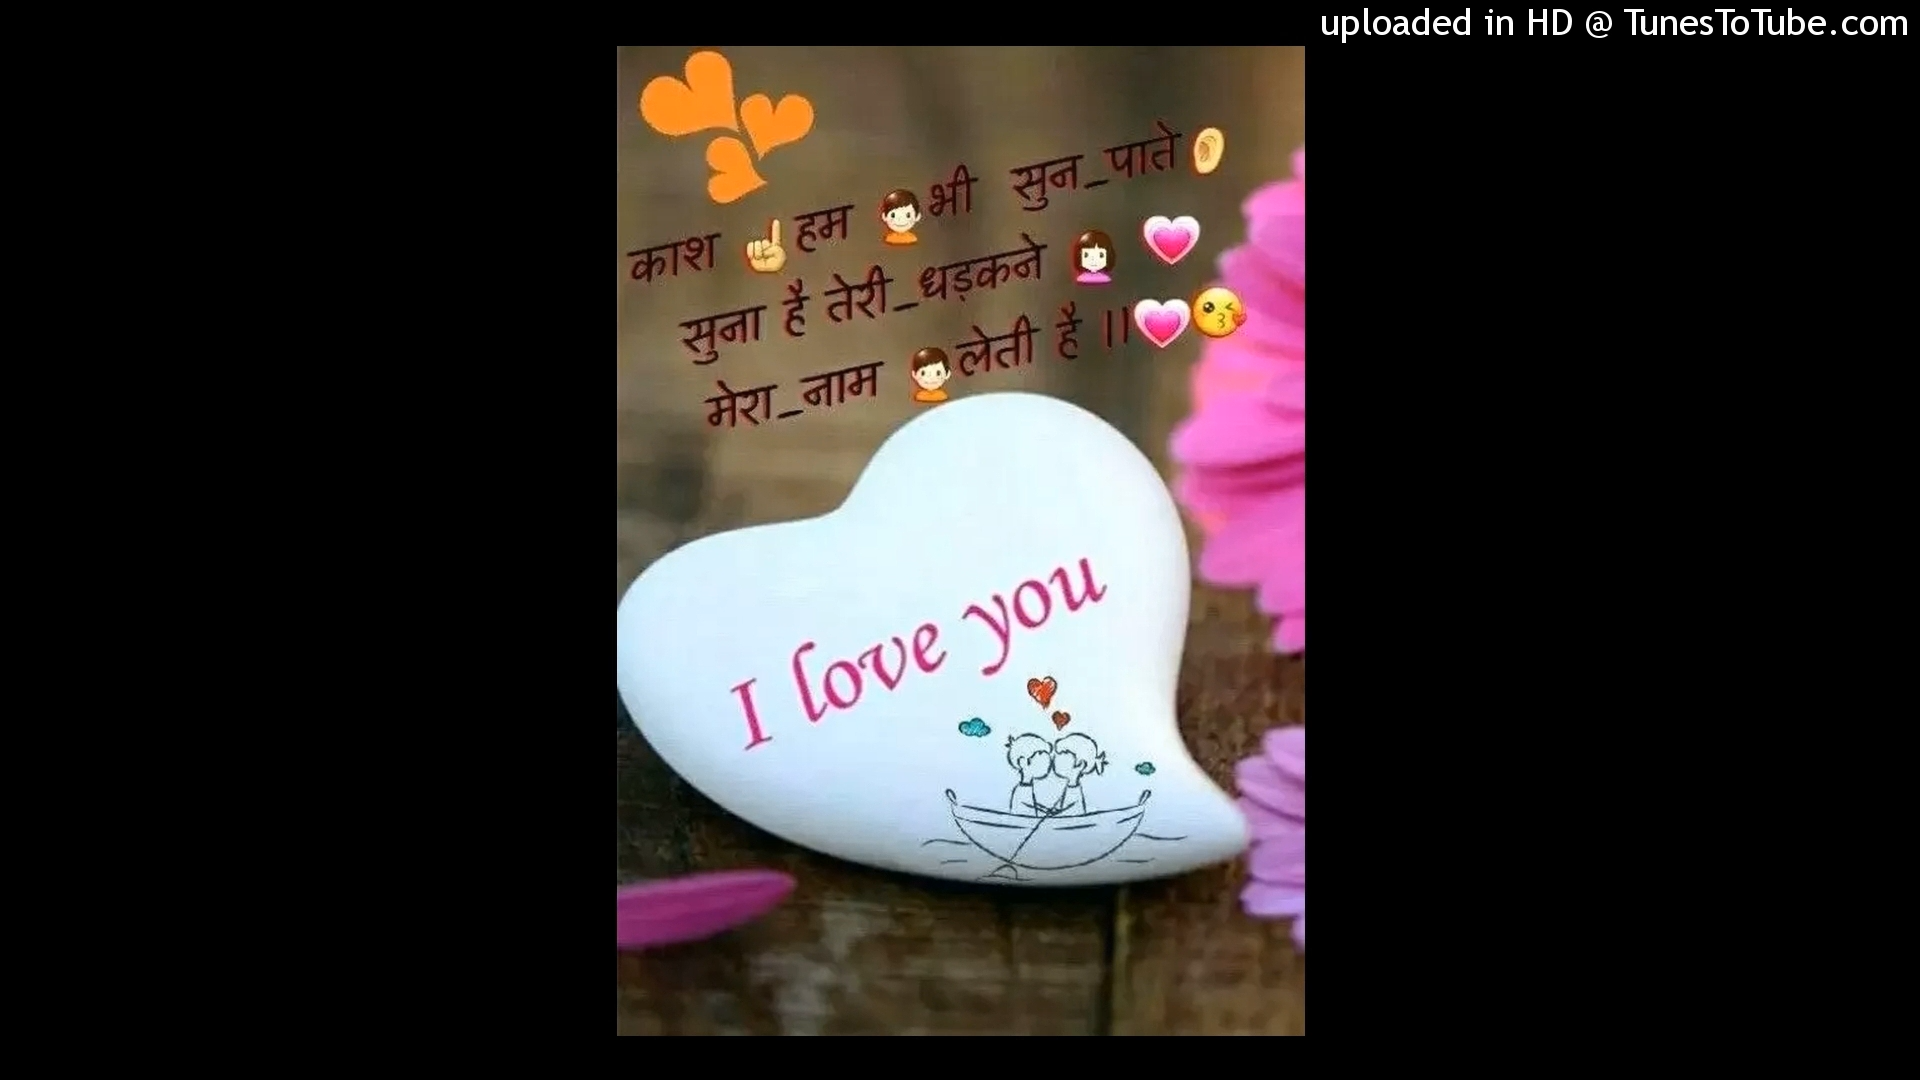 uploaded in HD @ TunesToTube.com
काश ☝हम 👦भी सुन_पाते👂
सुना है तेरी_धड़कने 👧 💗
मेरा_नाम 👦लेती है ॥💗😘
I love you